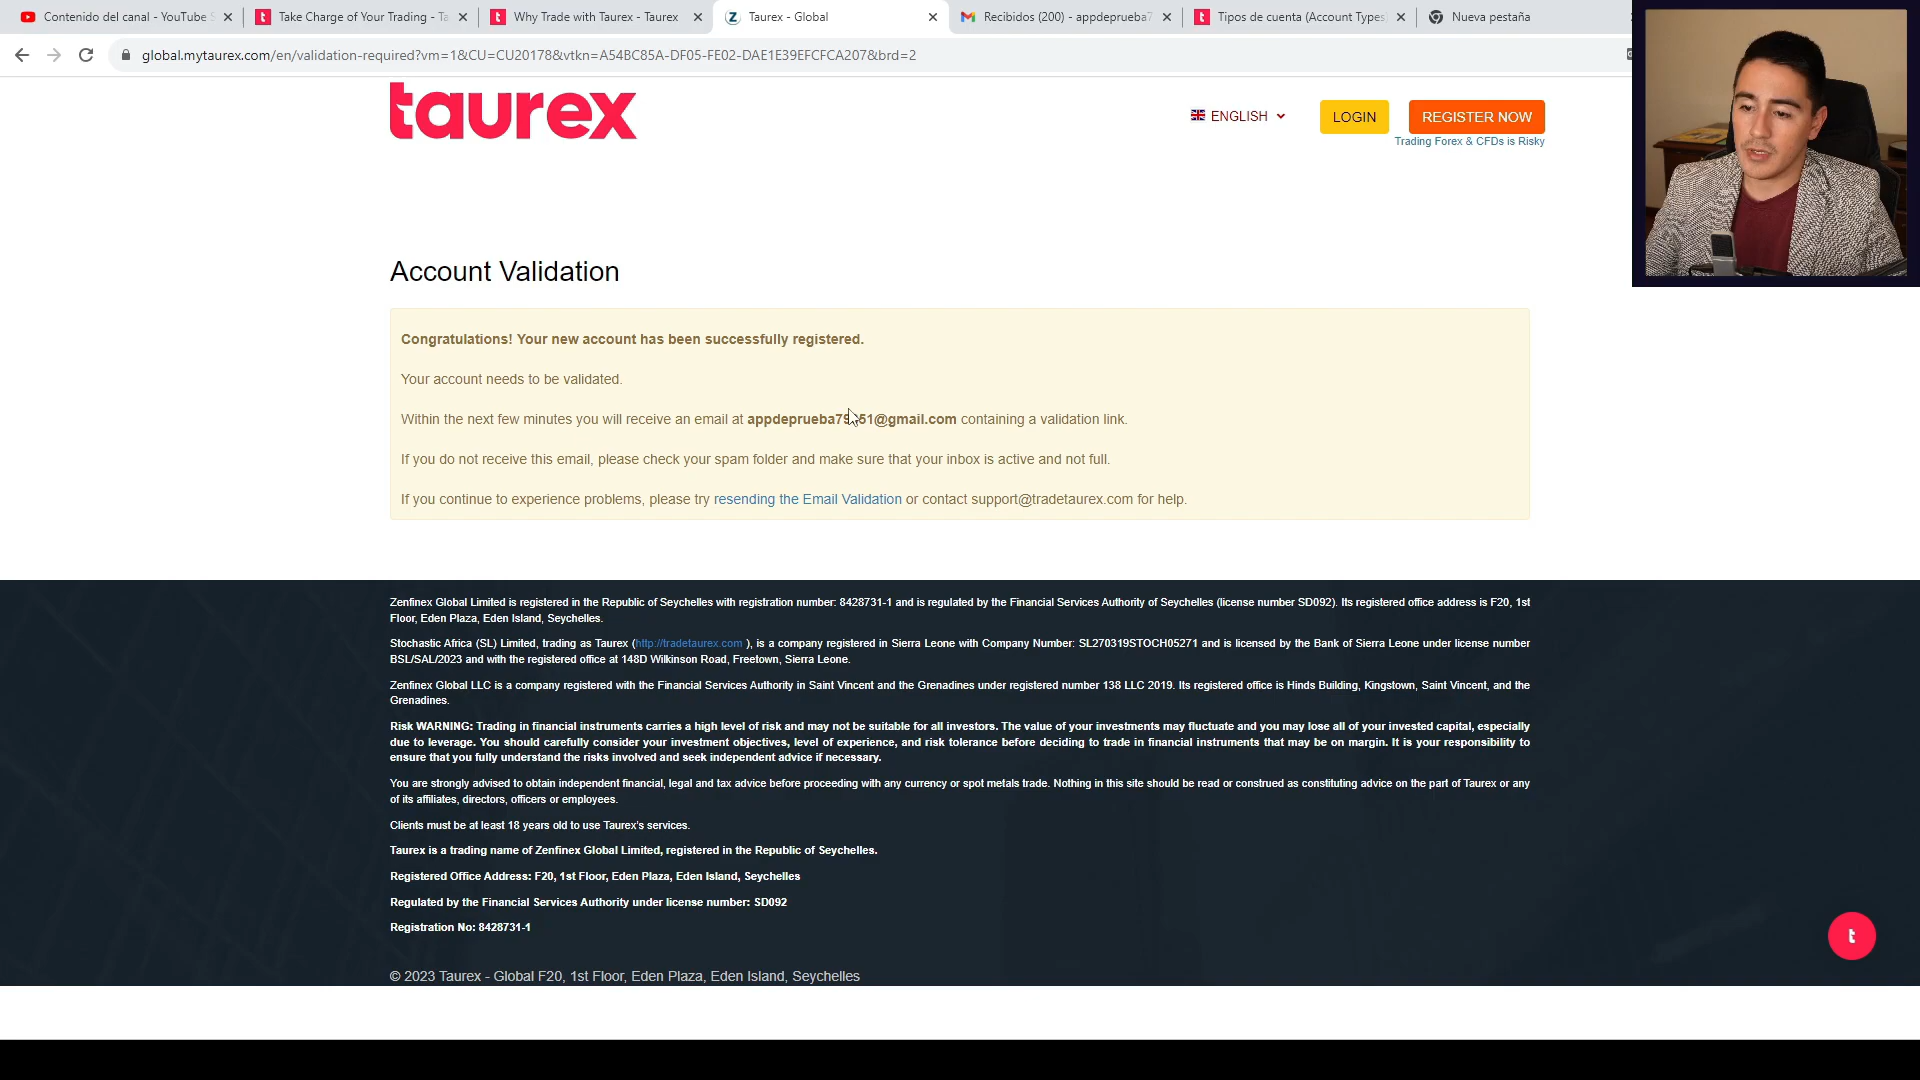 Contenido del canal - YouTube S
Take Charge of Your Trading - Ta
Why Trade with Taurex - Taurex
Taurex - Global
Recibidos (200) - appdeprueba7
Tipos de cuenta (Account Types)
Nueva pestaña
global.mytaurex.com/en/validation-required?vm=1&CU=CU20178&vtkn=A54BC85A-DF05-FE02-DAE1E39EFCFCA207&brd=2
taurex
ENGLISH
LOGIN
REGISTER NOW
Trading Forex & CFDs is Risky
Account Validation
Congratulations! Your new account has been successfully registered.
Your account needs to be validated.
Within the next few minutes you will receive an email at containing a validation link.
If you do not receive this email, please check your spam folder and make sure that your inbox is active and not full.
If you continue to experience problems, please try resending the Email Validation or contact support@tradetaurex.com for help.
Zenfinex Global Limited is registered in the Republic of Seychelles with registration number: 8428731-1 and is regulated by the Financial Services Authority of Seychelles (license number SD092). Its registered office address is F20, 1st
Floor, Eden Plaza, Eden Island, Seychelles.
Stochastic Africa (SL) Limited, trading as Taurex (http://tradetaurex.com ), is a company registered in Sierra Leone with Company Number: SL270319STOCH05271 and is licensed by the Bank of Sierra Leone under license number
BSL/SAL/2023 and with the registered office at 148D Wilkinson Road, Freetown, Sierra Leone.
Zenfinex Global LLC is a company registered with the Financial Services Authority in Saint Vincent and the Grenadines under registered number 138 LLC 2019. Its registered office is Hinds Building, Kingstown, Saint Vincent, and the
Grenadines.
Risk WARNING: Trading in financial instruments carries a high level of risk and may not be suitable for all investors. The value of your investments may fluctuate and you may lose all of your invested capital, especially
due to leverage. You should carefully consider your investment objectives, level of experience, and risk tolerance before deciding to trade in financial instruments that may be on margin. It is your responsibility to
ensure that you fully understand the risks involved and seek independent advice if necessary.
You are strongly advised to obtain independent financial, legal and tax advice before proceeding with any currency or spot metals trade. Nothing in this site should be read or construed as constituting advice on the part of Taurex or any
of its affiliates, directors, officers or employees.
Clients must be at least 18 years old to use Taurex's services.
Taurex is a trading name of Zenfinex Global Limited, registered in the Republic of Seychelles.
Registered Office Address: F20, 1st Floor, Eden Plaza, Eden Island, Seychelles
Regulated by the Financial Services Authority under license number: SD092
Registration No: 8428731-1
t
© 2023 Taurex - Global F20, 1st Floor, Eden Plaza, Eden Island, Seychelles